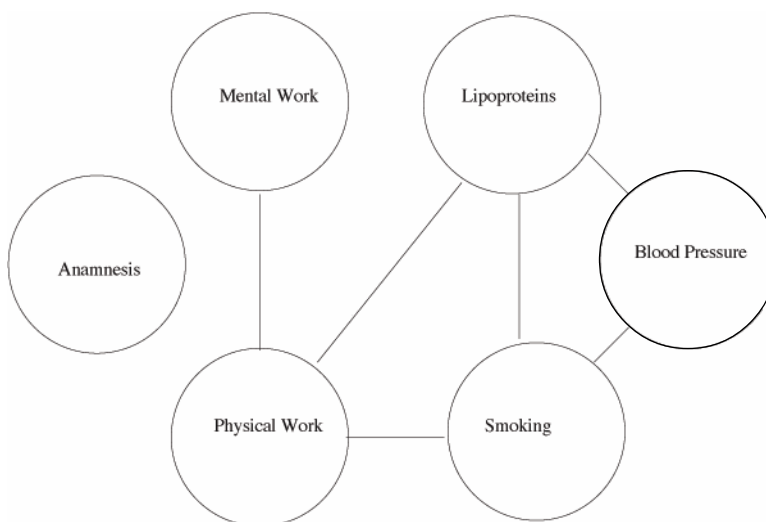 Mental Work
Lipoproteins
Blood Pressure
Anamnesis
Physical Work
Smoking